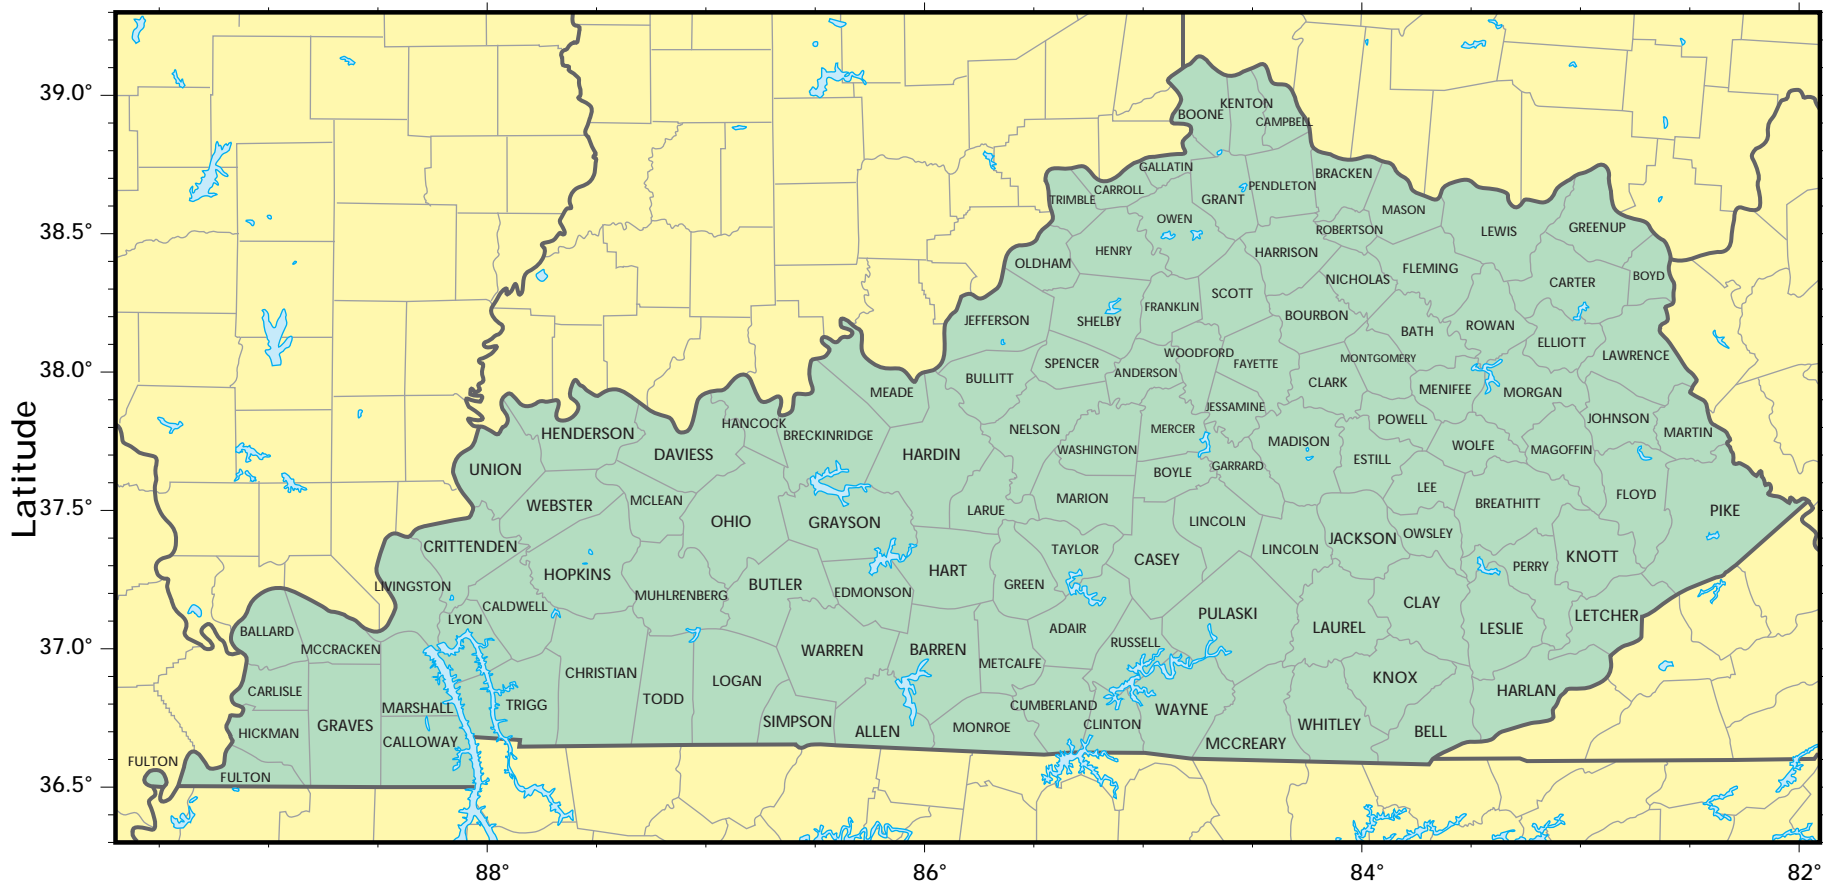 39.0°
KENTON
BOONE
CAMPBELL
GALLATIN
BRACKEN
CARROLL
PENDLETON
TRIMBLE
GRANT
MASON
OWEN
38.5°
ROBERTSON
LEWIS
GREENUP
HENRY
HARRISON
OLDHAM
FLEMING
NICHOLAS
CARTER
BOYD
SCOTT
FRANKLIN
JEFFERSON
SHELBY
BOURBON
BATH
ROWAN
ELLIOTT
LAWRENCE
WOODFORD
MONTGOMERY
SPENCER
FAYETTE
38.0°
ANDERSON
BULLITT
CLARK
MEADE
MENIFEE
MORGAN
JESSAMINE
HANCOCK
POWELL
JOHNSON
HENDERSON
BRECKINRIDGE
NELSON
MERCER
MARTIN
MADISON
DAVIESS
HARDIN
WASHINGTON
WOLFE
MAGOFFIN
UNION
BOYLE
GARRARD
ESTILL
LEE
Latitude
WEBSTER
MCLEAN
MARION
FLOYD
BREATHITT
37.5°
LARUE
PIKE
OHIO
GRAYSON
LINCOLN
OWSLEY
JACKSON
CRITTENDEN
TAYLOR
LINCOLN
CASEY
KNOTT
PERRY
HOPKINS
HART
LIVINGSTON
BUTLER
GREEN
MUHLRENBERG
EDMONSON
CALDWELL
CLAY
LYON
PULASKI
LETCHER
BALLARD
ADAIR
LAUREL
LESLIE
37.0°
MCCRACKEN
WARREN
BARREN
RUSSELL
METCALFE
CHRISTIAN
KNOX
LOGAN
CARLISLE
HARLAN
TODD
TRIGG
CUMBERLAND
MARSHALL
WAYNE
SIMPSON
CLINTON
WHITLEY
GRAVES
MONROE
HICKMAN
ALLEN
BELL
CALLOWAY
MCCREARY
FULTON
FULTON
36.5°
88°
86°
84°
82°